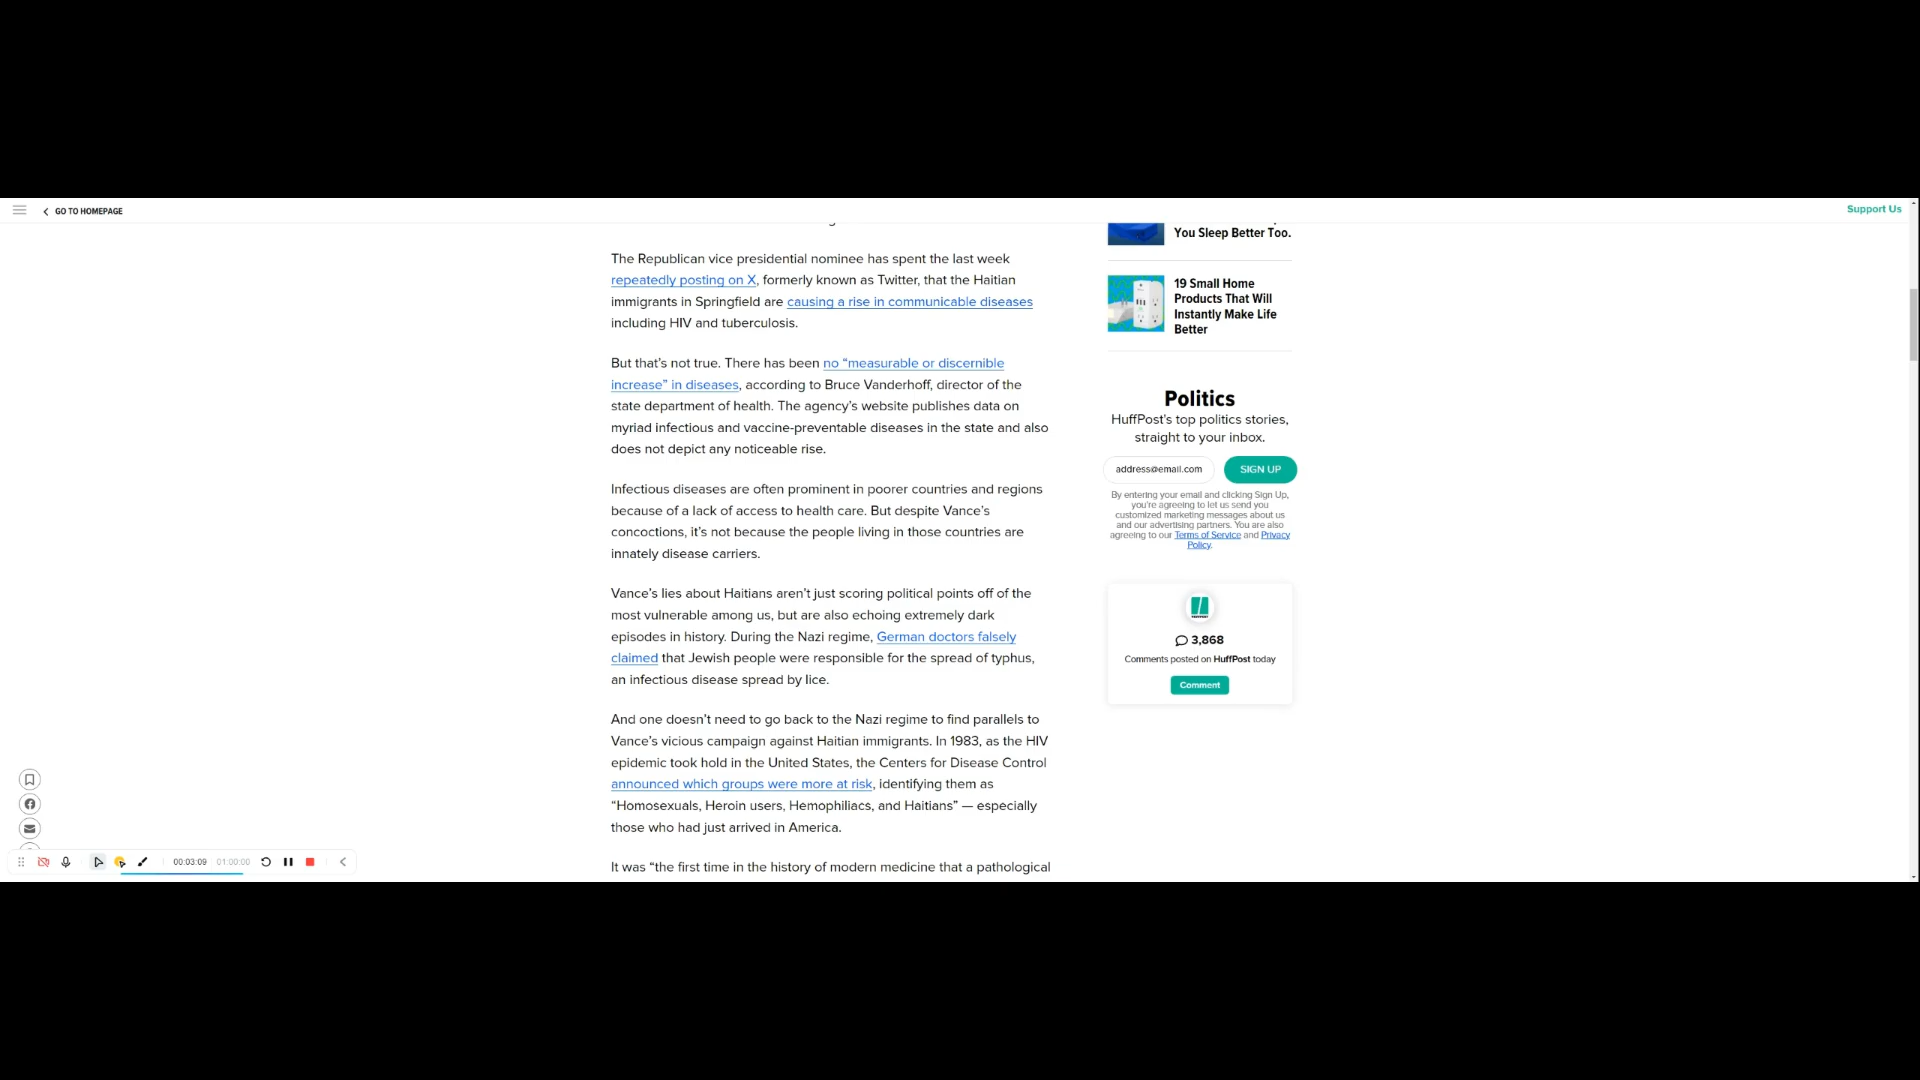 GO TO HOMEPAGE
Support Us
The Republican vice presidential nominee has spent the last week
repeatedly posting on X, formerly known as Twitter, that the Haitian
immigrants in Springfield are causing a rise in communicable diseases
including HIV and tuberculosis.
But that’s not true. There has been no “measurable or discernible
increase” in diseases, according to Bruce Vanderhoff, director of the
state department of health. The agency’s website publishes data on
myriad infectious and vaccine-preventable diseases in the state and also
does not depict any noticeable rise.
Infectious diseases are often prominent in poorer countries and regions
because of a lack of access to health care. But despite Vance’s
concoctions, it’s not because the people living in those countries are
innately disease carriers.
Vance’s lies about Haitians aren’t just scoring political points off of the
most vulnerable among us, but are also echoing extremely dark
episodes in history. During the Nazi regime, German doctors falsely
claimed that Jewish people were responsible for the spread of typhus,
an infectious disease spread by lice.
And one doesn’t need to go back to the Nazi regime to find parallels to
Vance’s vicious campaign against Haitian immigrants. In 1983, as the HIV
epidemic took hold in the United States, the Centers for Disease Control
announced which groups were more at risk, identifying them as
“Homosexuals, Heroin users, Hemophiliacs, and Haitians” — especially
those who had just arrived in America.
It was “the first time in the history of modern medicine that a pathological
You Sleep Better Too.
19 Small Home
Products That Will
Instantly Make Life
Better
Politics
HuffPost's top politics stories,
straight to your inbox.
address@email.com
SIGN UP
By entering your email and clicking Sign Up,
you're agreeing to let us send you
customized marketing messages about us
and our advertising partners. You are also
agreeing to our Terms of Service and Privacy
Policy.
3,868
Comments posted on HuffPost today
Comment
00:03:09 01:00:00